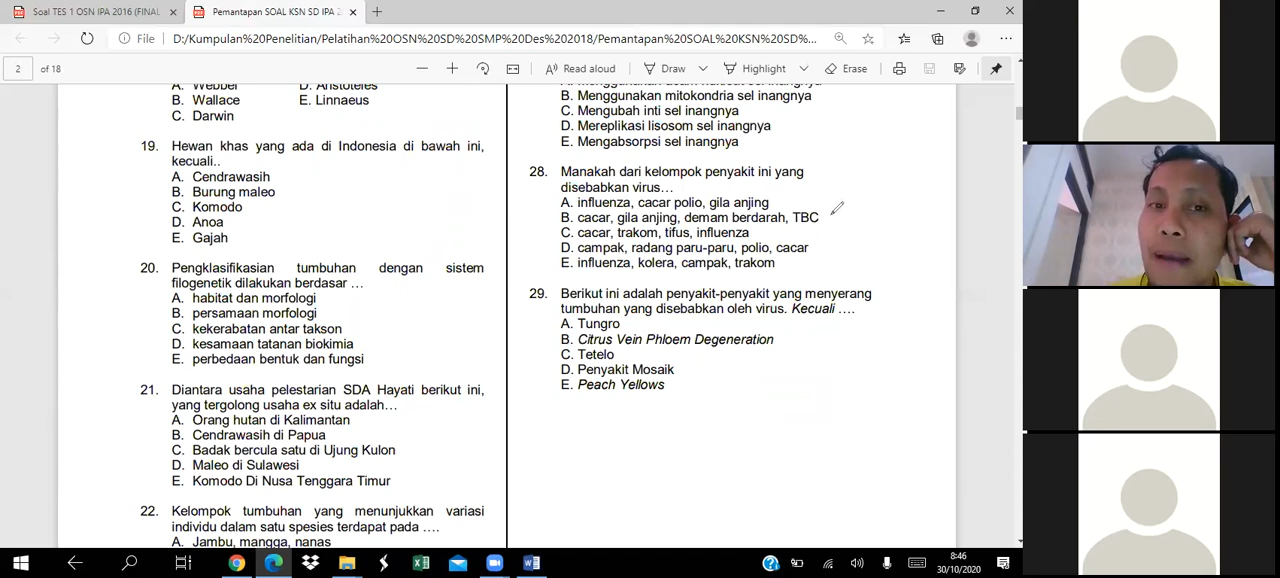 Soal TES 1 OSN IPA 2016 (FINAL
Pemantapan SOAL KSN SD IPA 2
File
D:/Kumpulan%20Penelitian/Pelatihan%20OSN%20SD%20SMP%20Des%202018/Pemantapan%20SOAL%20KSN%20SD%...
2 of 18
Read aloud
Draw
Highlight
Erase
A. Webber D. Aristoteles
B. Wallace E. Linnaeus
C. Darwin
19. Hewan khas yang ada di Indonesia di bawah ini,
kecuali..
A. Cendrawasih
B. Burung maleo
C. Komodo
D. Anoa
E. Gajah
20. Pengklasifikasian tumbuhan dengan sistem
filogenetik dilakukan berdasar …
A. habitat dan morfologi
B. persamaan morfologi
C. kekerabatan antar takson
D. kesamaan tatanan biokimia
E. perbedaan bentuk dan fungsi
21. Diantara usaha pelestarian SDA Hayati berikut ini,
yang tergolong usaha ex situ adalah…
A. Orang hutan di Kalimantan
B. Cendrawasih di Papua
C. Badak bercula satu di Ujung Kulon
D. Maleo di Sulawesi
E. Komodo Di Nusa Tenggara Timur
22. Kelompok tumbuhan yang menunjukkan variasi
individu dalam satu spesies terdapat pada ….
A. Jambu, mangga, nanas
B. Menggunakan mitokondria sel inangnya
C. Mengubah inti sel inangnya
D. Mereplikasi lisosom sel inangnya
E. Mengabsorpsi sel inangnya
28. Manakah dari kelompok penyakit ini yang
disebabkan virus…
A. influenza, cacar polio, gila anjing
B. cacar, gila anjing, demam berdarah, TBC
C. cacar, trakom, tifus, influenza
D. campak, radang paru-paru, polio, cacar
E. influenza, kolera, campak, trakom
29. Berikut ini adalah penyakit-penyakit yang menyerang
tumbuhan yang disebabkan oleh virus. Kecuali ….
A. Tungro
B. Citrus Vein Phloem Degeneration
C. Tetelo
D. Penyakit Mosaik
E. Peach Yellows
8:46
30/10/2020